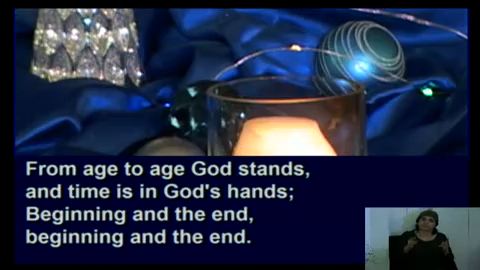 From age to age God stands,
and time is in God's hands;
Beginning and the end,
beginning and the end.